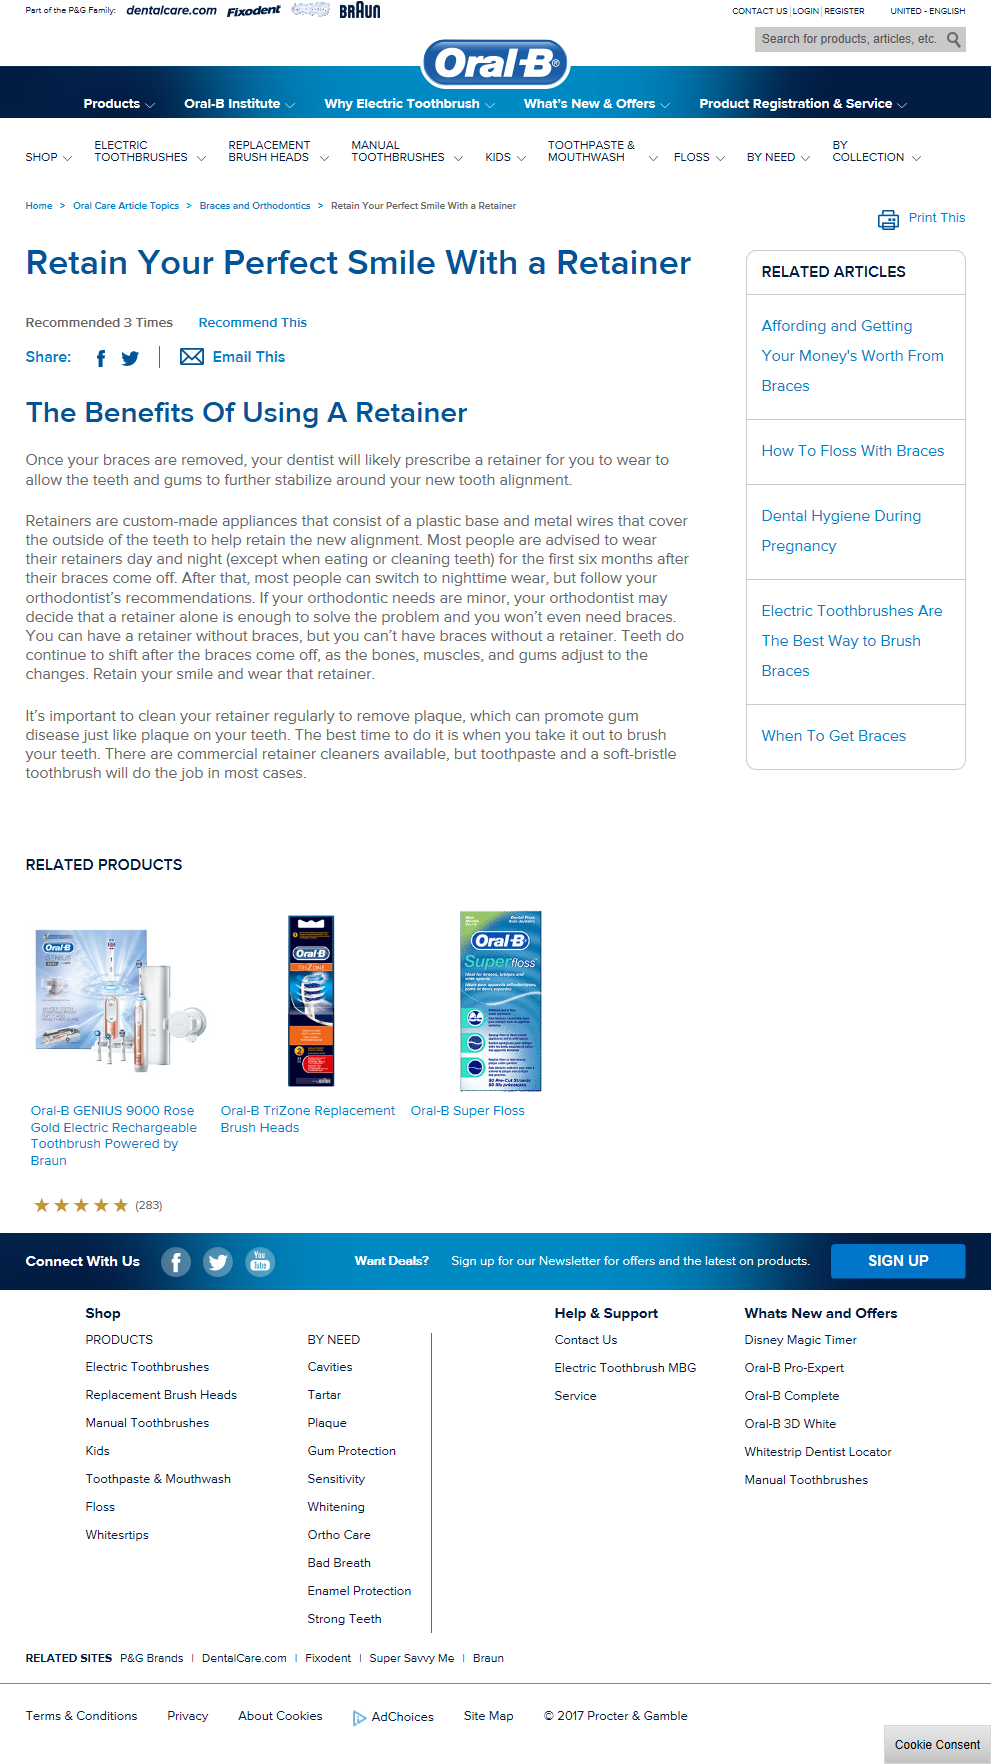 Part of the P&G Family: dentalcare.com Fixodent BRAUN
CONTACT US | LOGIN | REGISTER UNITED - ENGLISH
Search for products, articles, etc.
Oral-B®
Products Oral-B Institute Why Electric Toothbrush What's New & Offers Product Registration & Service
SHOP ELECTRIC TOOTHBRUSHES REPLACEMENT BRUSH HEADS MANUAL TOOTHBRUSHES KIDS TOOTHPASTE & MOUTHWASH FLOSS BY NEED BY COLLECTION
Home > Oral Care Article Topics > Braces and Orthodontics > Retain Your Perfect Smile With a Retainer
Print This
Retain Your Perfect Smile With a Retainer
Recommended 3 Times Recommend This
Share: Email This
The Benefits Of Using A Retainer
Once your braces are removed, your dentist will likely prescribe a retainer for you to wear to
allow the teeth and gums to further stabilize around your new tooth alignment.
Retainers are custom-made appliances that consist of a plastic base and metal wires that cover
the outside of the teeth to help retain the new alignment. Most people are advised to wear
their retainers day and night (except when eating or cleaning teeth) for the first six months after
their braces come off. After that, most people can switch to nighttime wear, but follow your
orthodontist's recommendations. If your orthodontic needs are minor, your orthodontist may
decide that a retainer alone is enough to solve the problem and you won't even need braces.
You can have a retainer without braces, but you can't have braces without a retainer. Teeth do
continue to shift after the braces come off, as the bones, muscles, and gums adjust to the
changes. Retain your smile and wear that retainer.
It's important to clean your retainer regularly to remove plaque, which can promote gum
disease just like plaque on your teeth. The best time to do it is when you take it out to brush
your teeth. There are commercial retainer cleaners available, but toothpaste and a soft-bristle
toothbrush will do the job in most cases.
RELATED ARTICLES
Affording and Getting
Your Money's Worth From
Braces
How To Floss With Braces
Dental Hygiene During
Pregnancy
Electric Toothbrushes Are
The Best Way to Brush
Braces
When To Get Braces
RELATED PRODUCTS
Oral-B
GENIUS
Oral-B
TRIZONE
2
Oral-B
Superfloss
Ideal for braces, bridges and
wide spaces
Oral-B GENIUS 9000 Rose
Gold Electric Rechargeable
Toothbrush Powered by
Braun
(283)
Oral-B TriZone Replacement
Brush Heads
Oral-B Super Floss
Connect With Us You Tube Want Deals? Sign up for our Newsletter for offers and the latest on products. SIGN UP
Shop
PRODUCTS
Electric Toothbrushes
Replacement Brush Heads
Manual Toothbrushes
Kids
Toothpaste & Mouthwash
Floss
Whitesrtips
BY NEED
Cavities
Tartar
Plaque
Gum Protection
Sensitivity
Whitening
Ortho Care
Bad Breath
Enamel Protection
Strong Teeth
Help & Support
Contact Us
Electric Toothbrush MBG
Service
Whats New and Offers
Disney Magic Timer
Oral-B Pro-Expert
Oral-B Complete
Oral-B 3D White
Whitestrip Dentist Locator
Manual Toothbrushes
RELATED SITES P&G Brands | DentalCare.com | Fixodent | Super Savvy Me | Braun
Terms & Conditions Privacy About Cookies AdChoices Site Map © 2017 Procter & Gamble
Cookie Consent